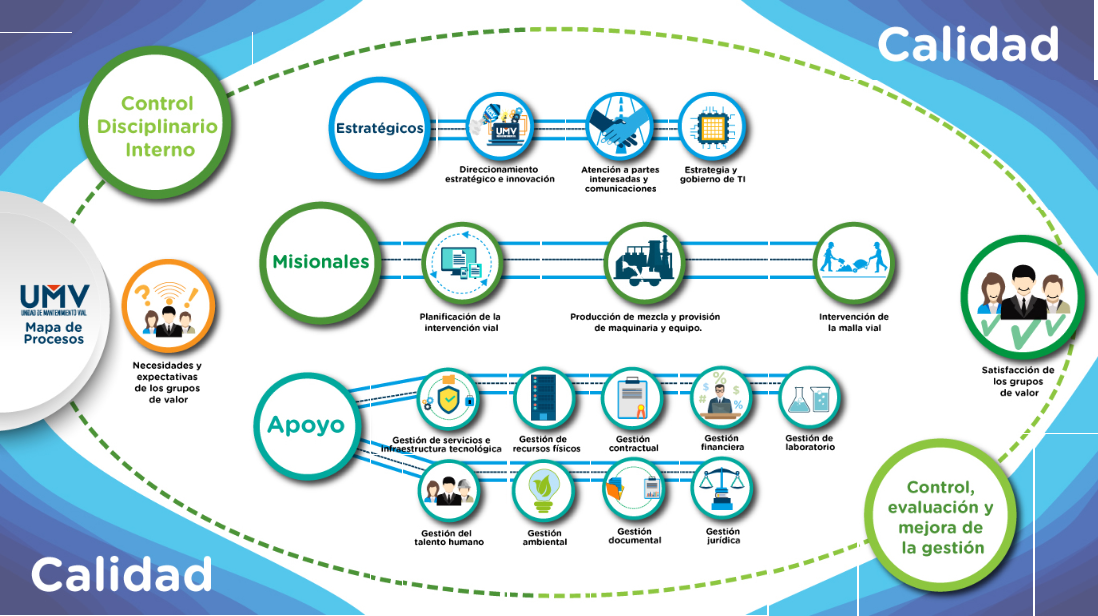 Calidad
Control
Disciplinario
Interno
Estratégicos
UMV
Direccionamiento
estratégico e innovación
Atención a partes
interesadas y
comunicaciones
Estrategia y
gobierno de TI
Misionales
Planificación de la
intervención vial
Producción de mezcla y provisión
de maquinaria y equipo.
Intervención de
la malla vial
UMV
UNIDAD DE MANTENIMIENTO VIAL
Mapa de
Procesos
? !
Necesidades y
expectativas
de los grupos
de valor
Satisfacción de
los grupos
de valor
Apoyo
Gestión de servicios e
infraestructura tecnológica
Gestión de
recursos físicos
Gestión
contractual
$ % $ # %
Gestión
financiera
Gestión de
laboratorio
Gestión del
talento humano
Gestión
ambiental
Gestión
documental
Gestión
jurídica
Control,
evaluación y
mejora de
la gestión
Calidad